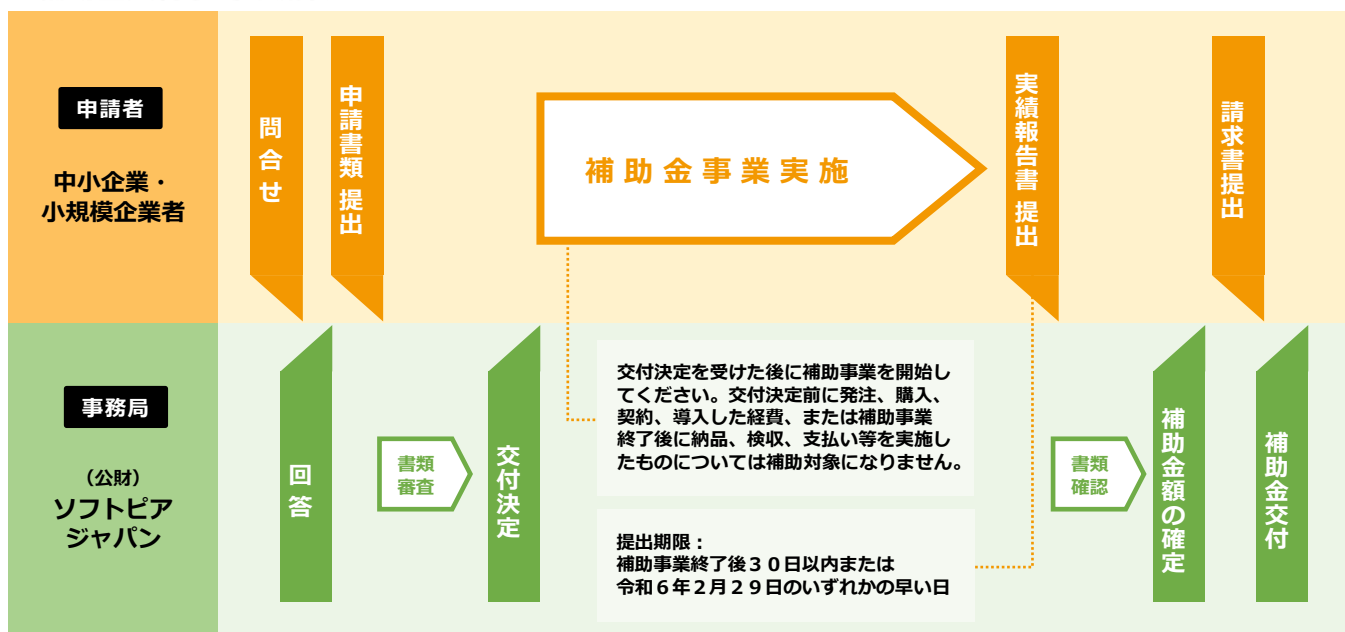 申請者
中小企業・
小規模企業者
問合せ
申請書類 提出
補助金事業実施
実績報告書 提出
請求書提出
事務局
（公財）
ソフトピア
ジャパン
回答
書類
審査
交付決定
交付決定を受けた後に補助事業を開始し
てください。交付決定前に発注、購入、
契約、導入した経費、または補助事業
終了後に納品、検収、支払い等を実施し
たものについては補助対象になりません。
提出期限：
補助事業終了後３０日以内または
令和６年２月２９日のいずれかの早い日
書類
確認
補助金額の確定
補助金交付